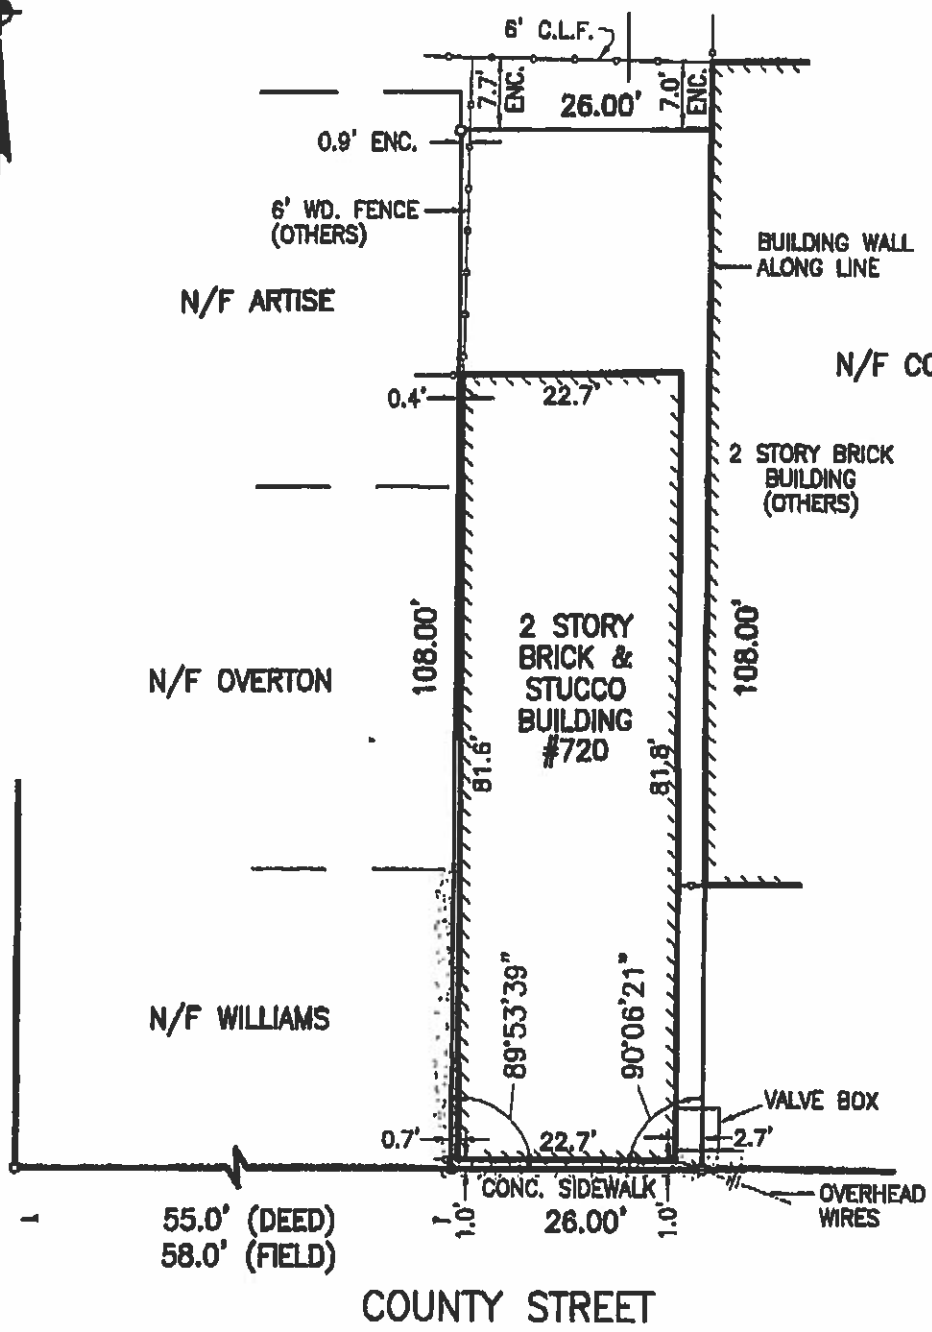 6' C.L.F.
7.7'
ENC.
26.00'
7.0'
ENC.
0.9' ENC.
6' WD. FENCE
(OTHERS)
BUILDING WALL
ALONG LINE
N/F ARTISE
N/F CO
0.4'
22.7'
2 STORY BRICK
BUILDING
(OTHERS)
108.00'
2 STORY
BRICK &
STUCCO
BUILDING
#720
108.00'
N/F OVERTON
81.6'
81.8'
N/F WILLIAMS
89°53'39"
90°06'21"
VALVE BOX
0.7'
22.7'
2.7'
CONC. SIDEWALK
OVERHEAD
WIRES
55.0' (DEED)
58.0' (FIELD)
1.0'
26.00'
1.0'
COUNTY STREET